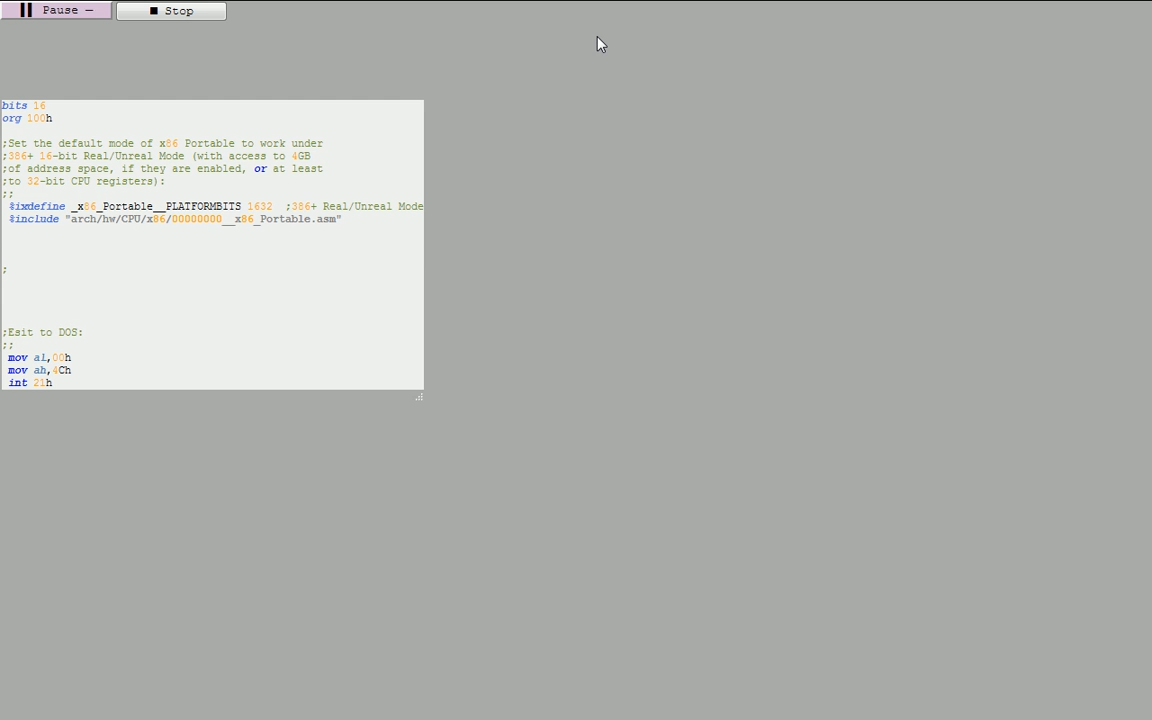 Pause —
Stop
bits 16
org 100h
;Set the default mode of x86 Portable to work under
;386+ 16-bit Real/Unreal Mode (with access to 4GB
;of address space, if they are enabled, or at least
;to 32-bit CPU registers):
;;
%ixdefine _x86_Portable__PLATFORMBITS 1632  ;386+ Real/Unreal Mode
%include "arch/hw/CPU/x86/00000000__x86_Portable.asm"
;
;Esit to DOS:
;;
mov al,00h
mov ah,4Ch
int 21h